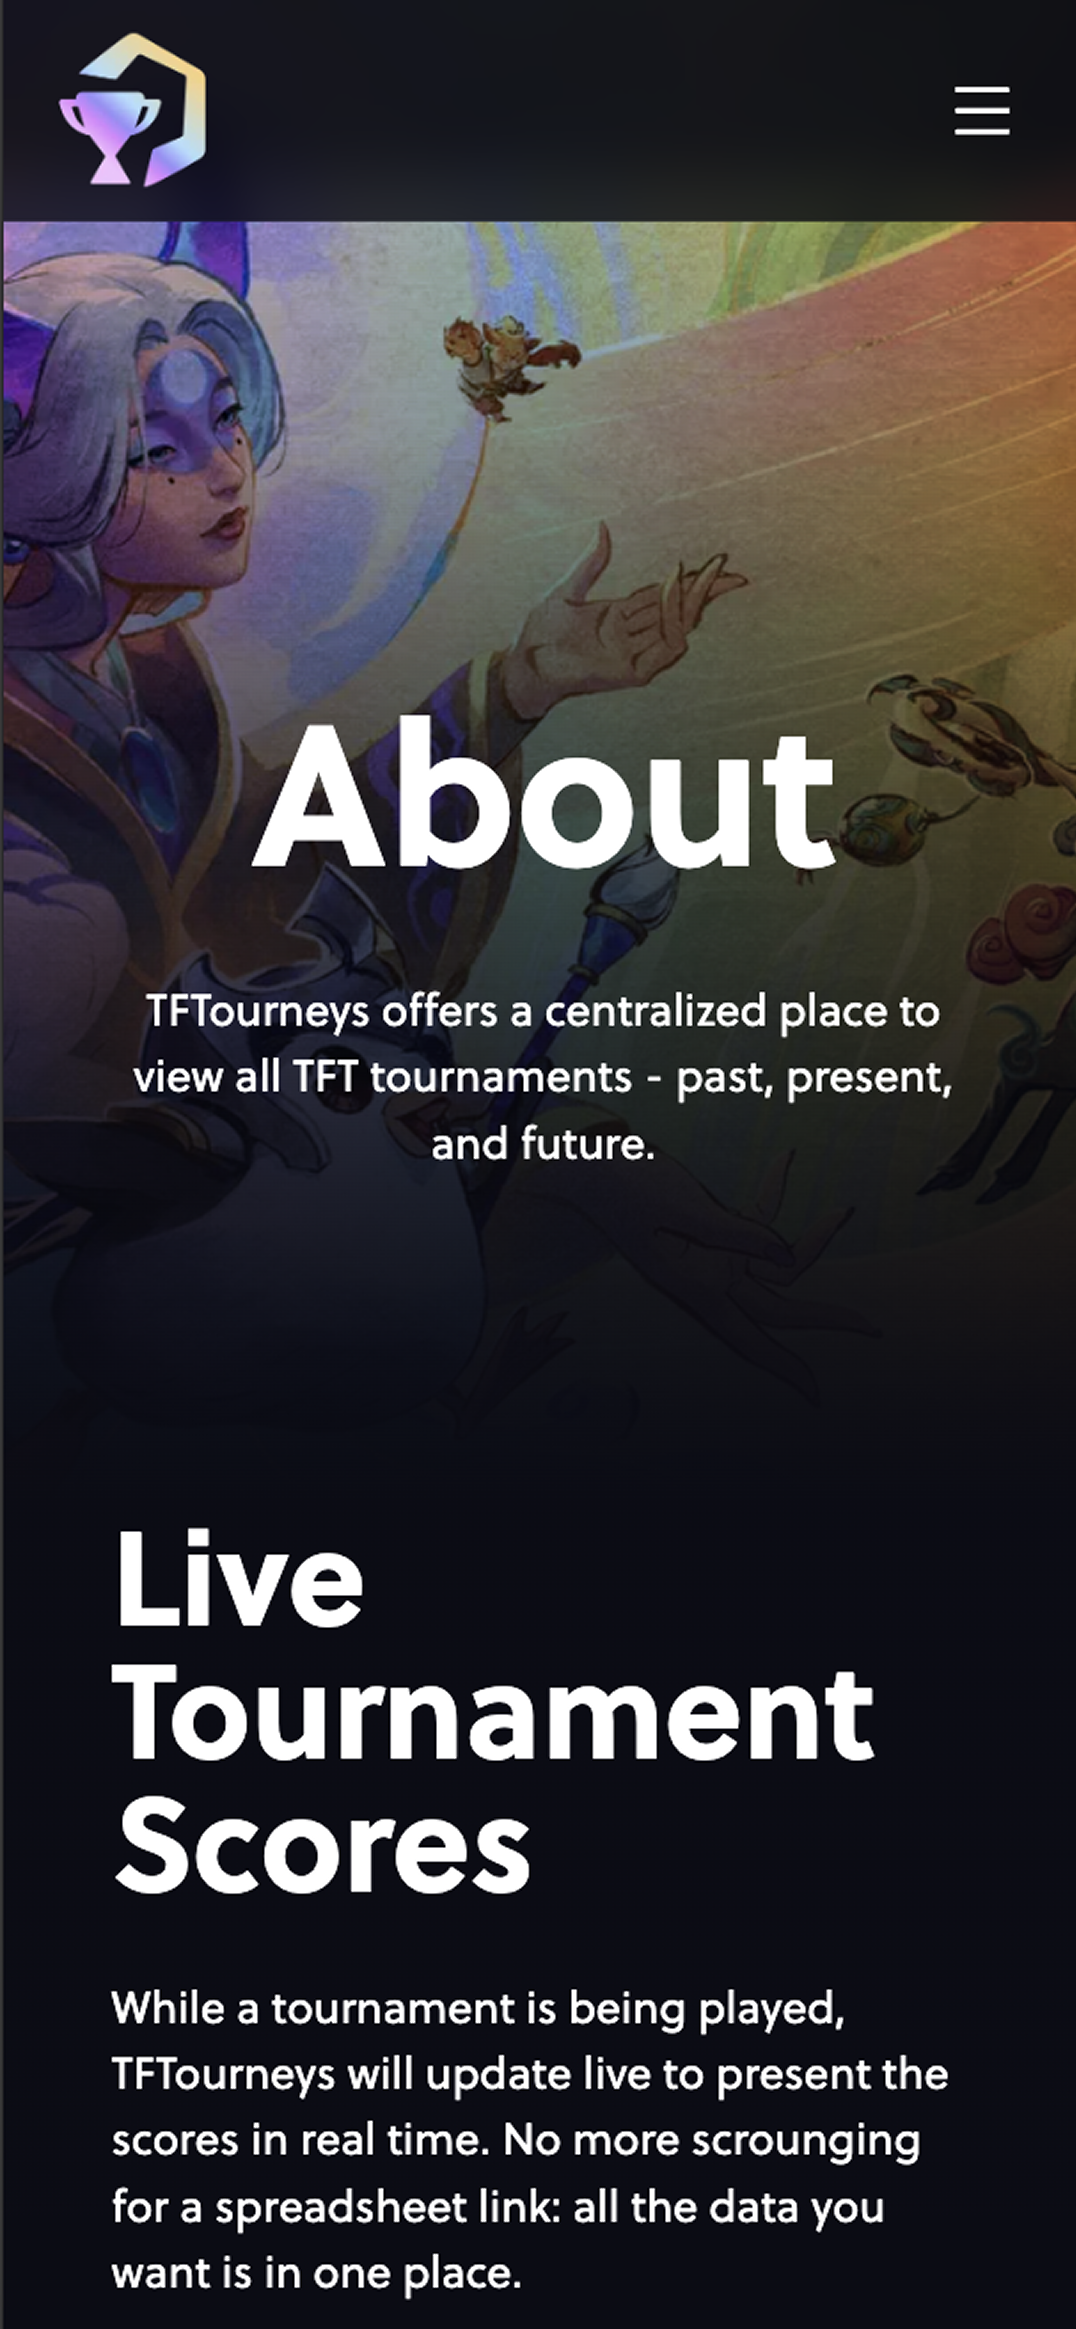 About
TFTourneys offers a centralized place to
view all TFT tournaments - past, present,
and future.
Live
Tournament
Scores
While a tournament is being played,
TFTourneys will update live to present the
scores in real time. No more scrounging
for a spreadsheet link: all the data you
want is in one place.